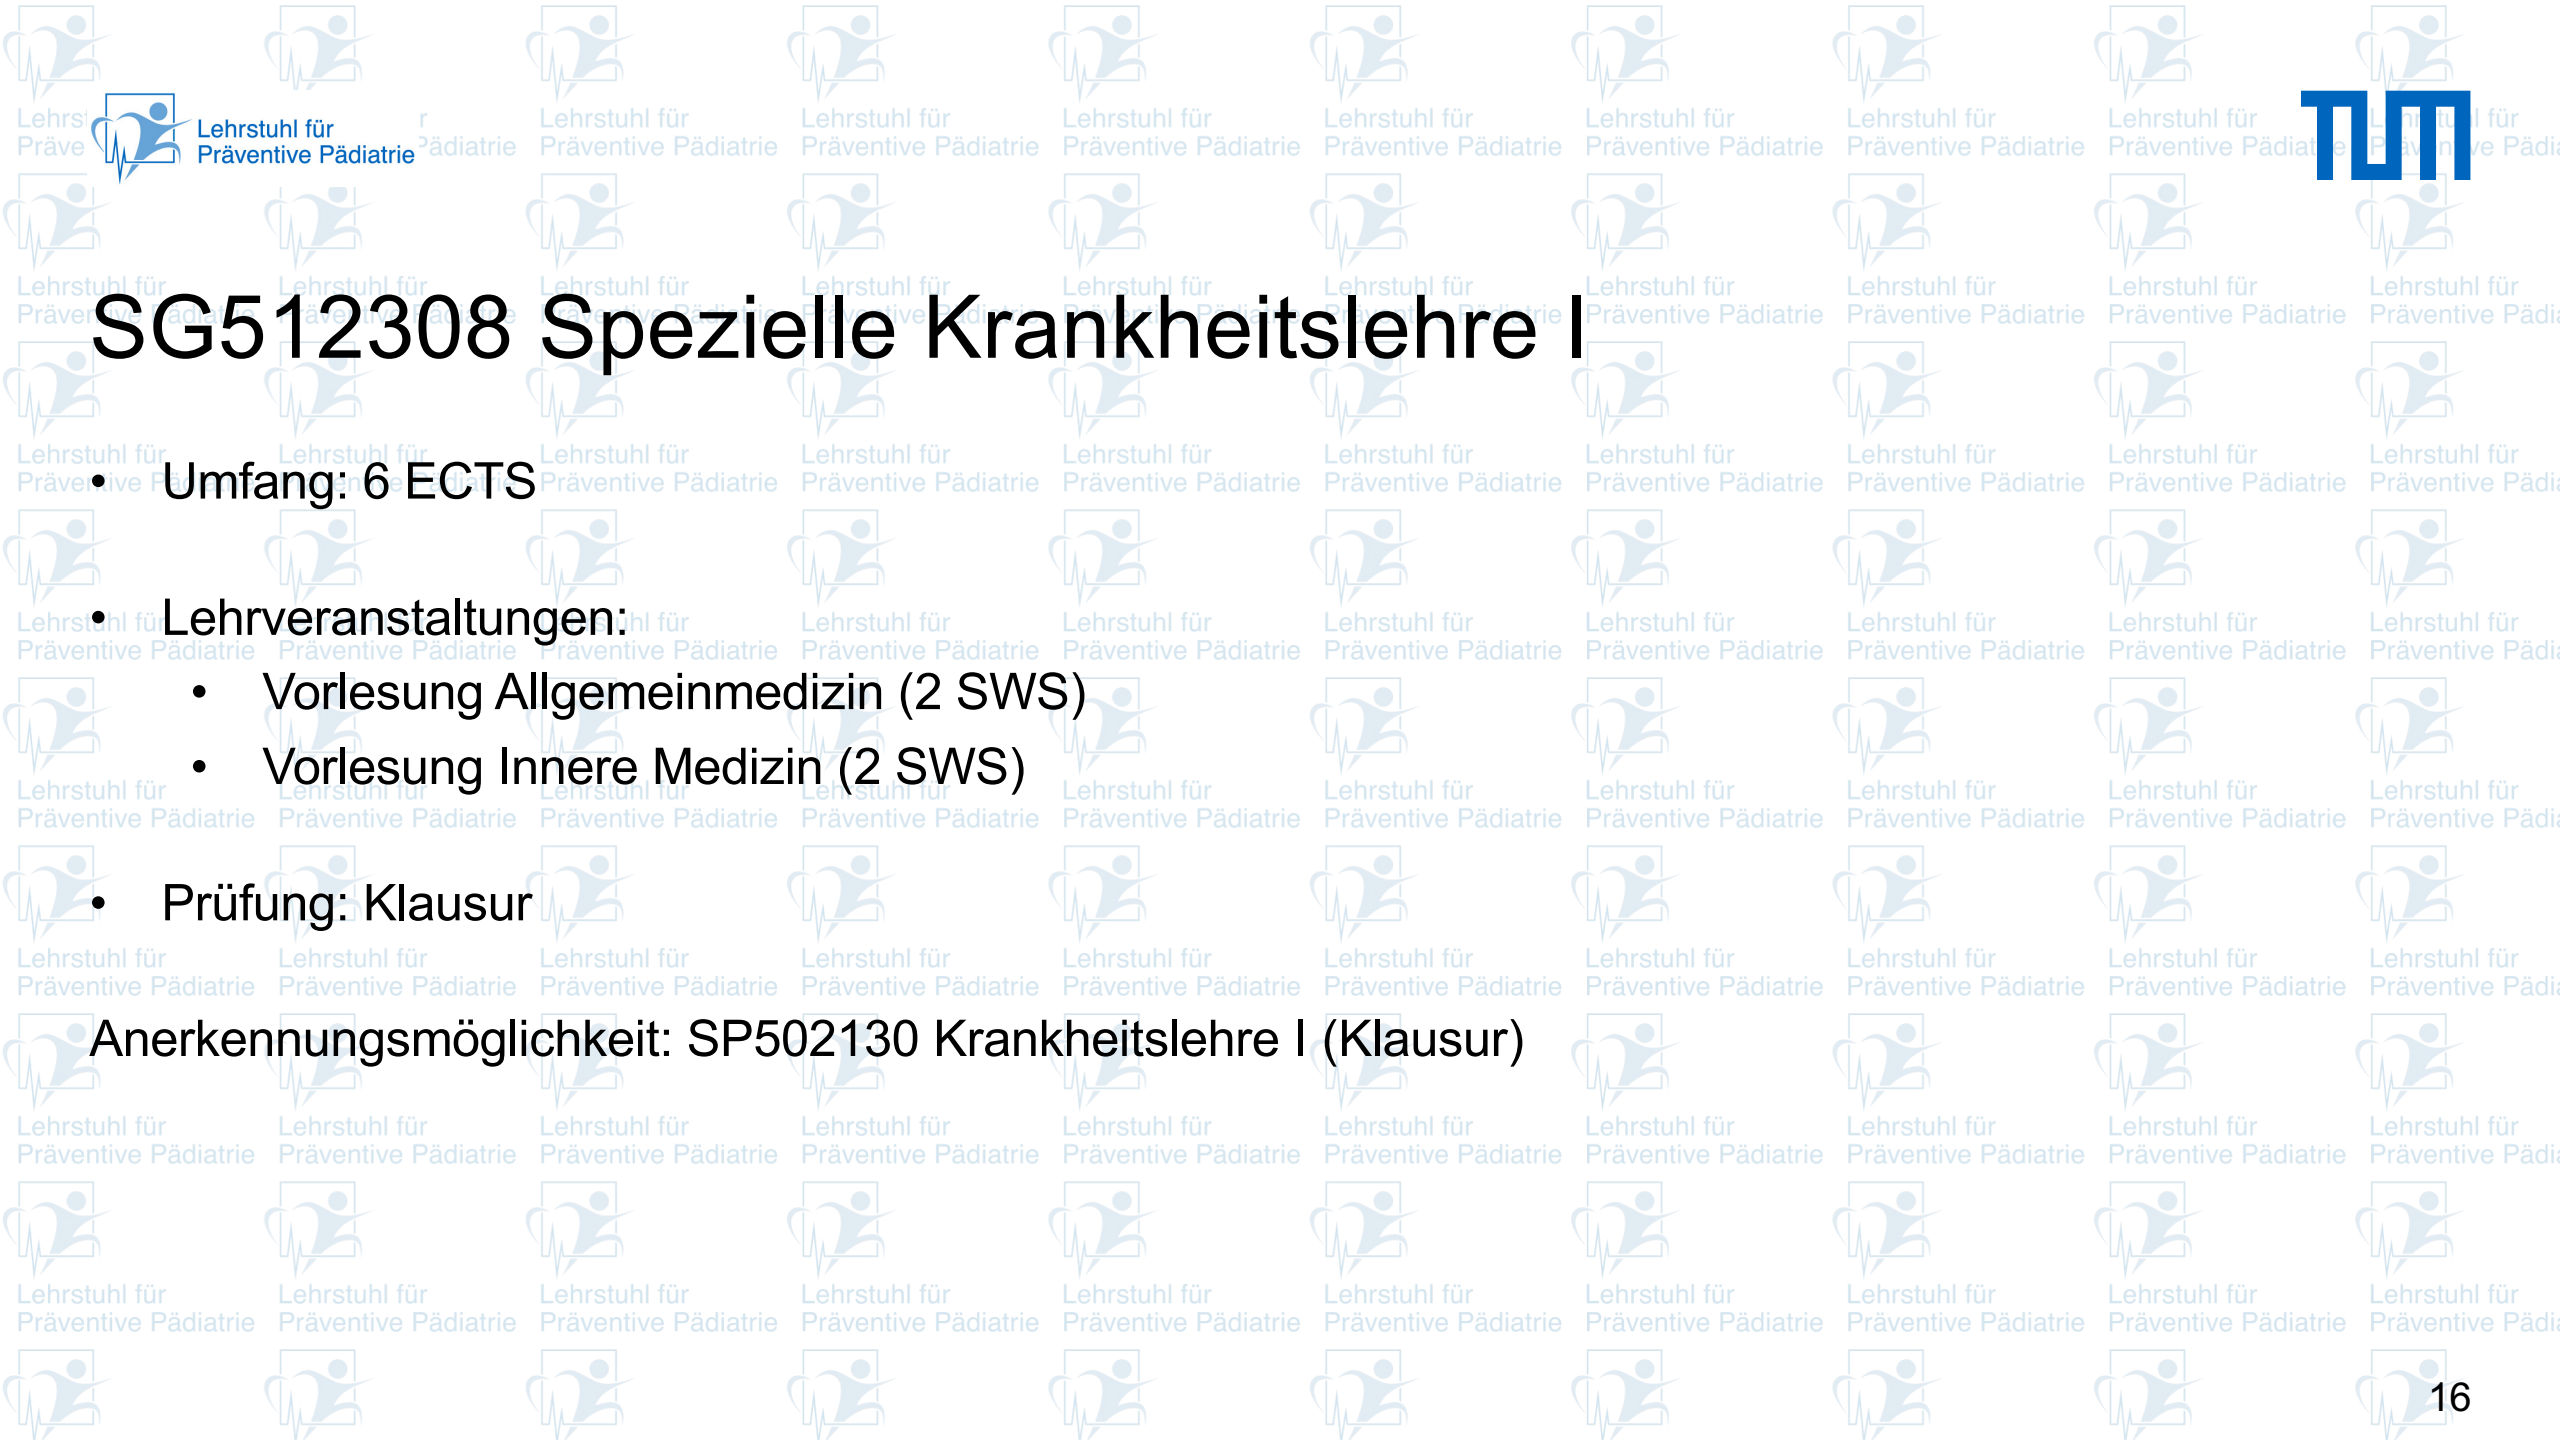 Lehrstuhl für
Präventive Pädiatrie
TUM
SG512308 Spezielle Krankheitslehre I
• Umfang: 6 ECTS
• Lehrveranstaltungen:
• Vorlesung Allgemeinmedizin (2 SWS)
• Vorlesung Innere Medizin (2 SWS)
• Prüfung: Klausur
Anerkennungsmöglichkeit: SP502130 Krankheitslehre I (Klausur)
16